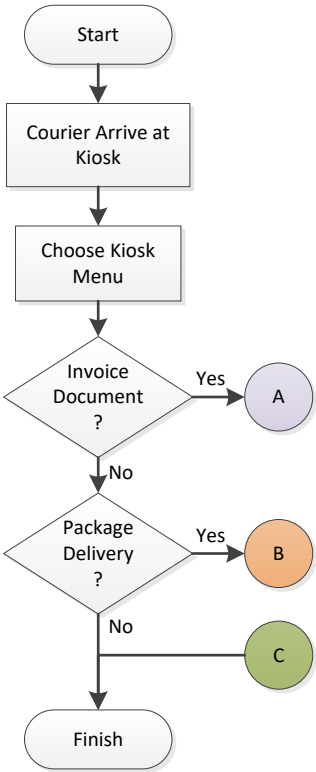 Start
Courier Arrive at
Kiosk
Choose Kiosk
Menu
Invoice
Document
?
Yes
A
No
Package
Delivery
?
Yes
B
No
C
Finish